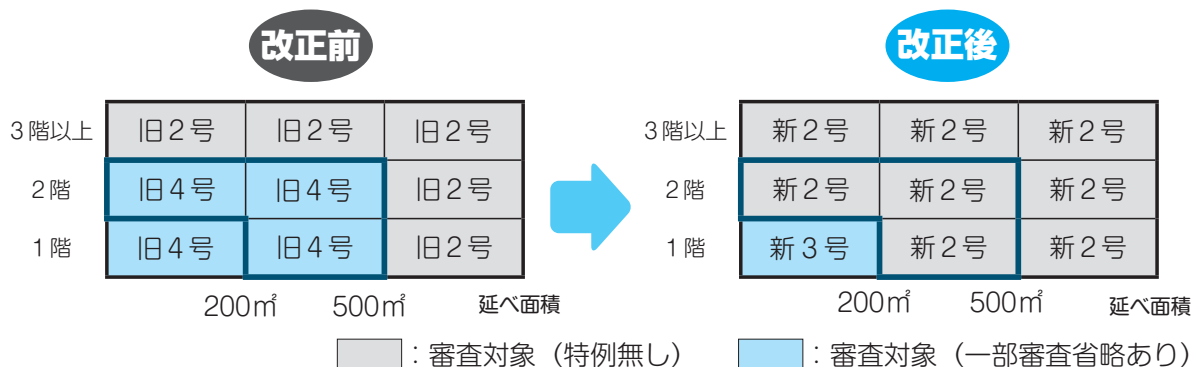 改正前
改正後
3階以上 旧2号 旧2号 旧2号
2階 旧4号 旧4号 旧2号
1階 旧4号 旧4号 旧2号
200㎡ 500㎡ 延べ面積
3階以上 新2号 新2号 新2号
2階 新2号 新2号 新2号
1階 新3号 新2号 新2号
200㎡ 500㎡ 延べ面積
：審査対象（特例無し）
：審査対象（一部審査省略あり）